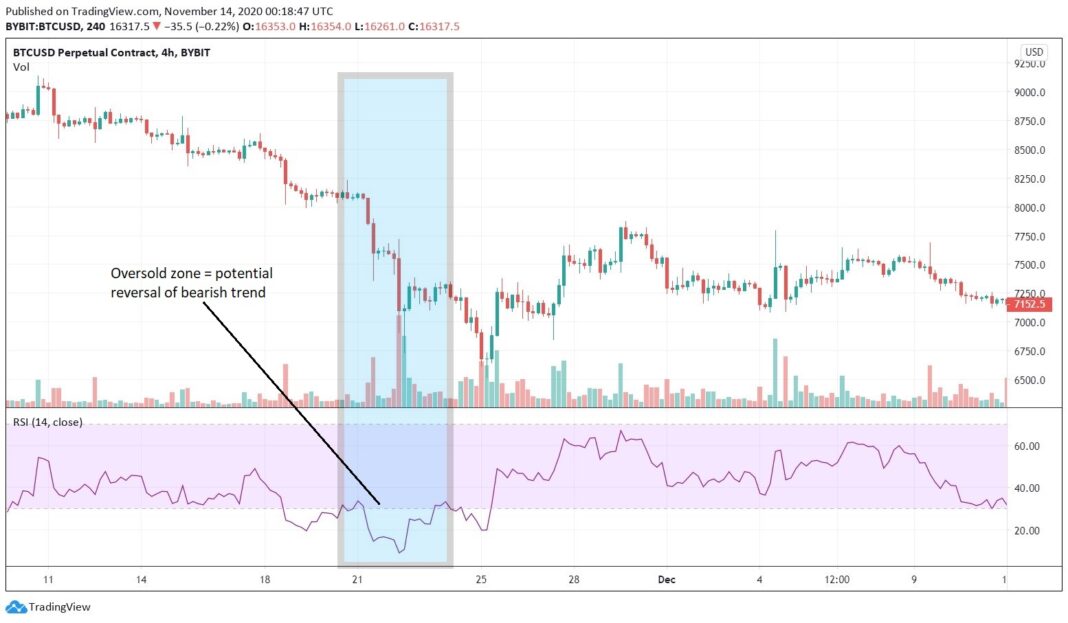 Published on TradingView.com, November 14, 2020 00:18:47 UTC
BYBIT:BTCUSD, 240 16317.5 ▼ −35.5 (−0.22%) O:16353.0 H:16354.0 L:16261.0 C:16317.5
BTCUSD Perpetual Contract, 4h, BYBIT
Vol
USD
9250.0
9000.0
8750.0
8500.0
8250.0
8000.0
7750.0
7500.0
7250.0
7152.5
7000.0
6750.0
6500.0
Oversold zone = potential
reversal of bearish trend
RSI (14, close)
60.00
40.00
20.00
11 14 18 21 25 28 Dec 4 12:00 9 1
TradingView